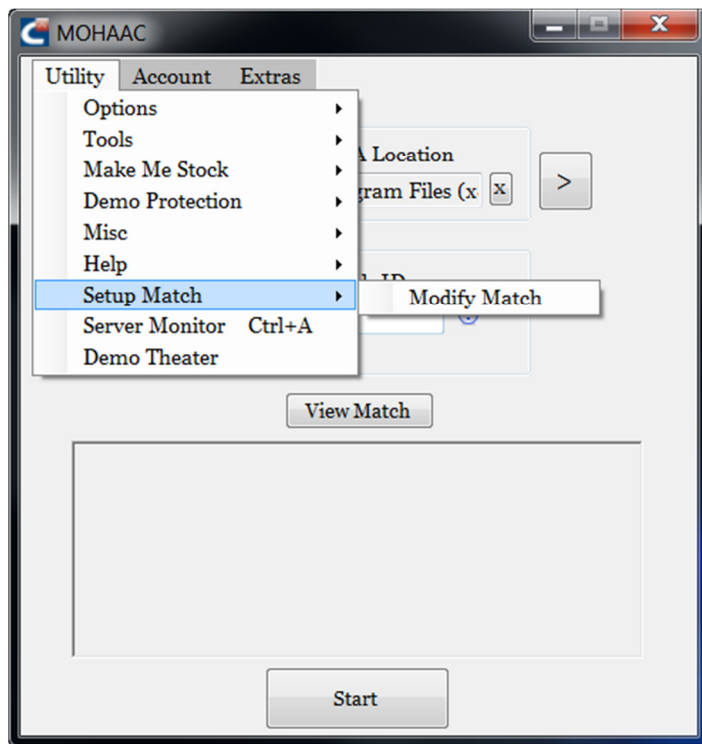 MOHAAC
Utility Account Extras
Options
Tools
Make Me Stock
Demo Protection
Misc
Help
Setup Match
Server Monitor Ctrl+A
Demo Theater
Modify Match
Location
Files (x
x
>
View Match
Start